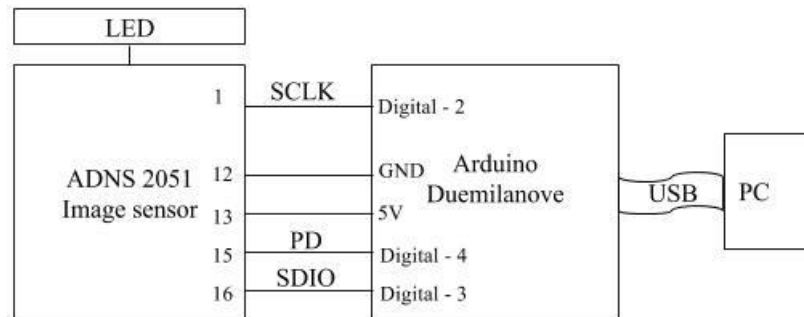 LED
1
SCLK
Digital - 2
ADNS 2051
Image sensor
12
GND
13
5V
15
PD
Digital - 4
16
SDIO
Digital - 3
Arduino
Duemilanove
USB
PC